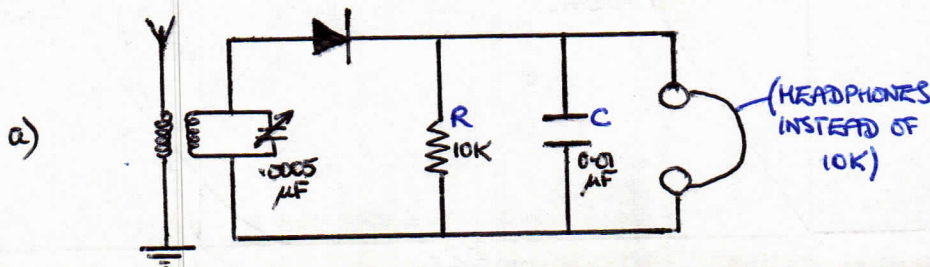 a)
.0005
μF
R
10K
C
0.01
μF
(HEADPHONES
INSTEAD OF
10K)